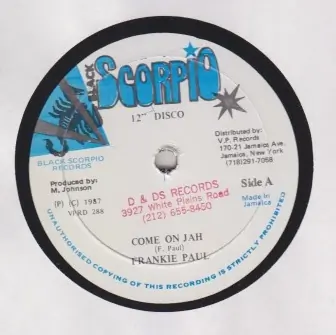 BLACK
SCORPIO
12" DISCO
BLACK SCORPIO
RECORDS
Distributed by:
V.P. Records
170-21 Jamaica Ave
Jamaica, New York
(718)291-7058
Produced by:
M. Johnson
(P) (C) 1987
VPRD 288
D & DS RECORDS
3927 White Plains Road
(212) 655-8450
Side A
Made in
Jamaica
COME ON JAH
(F. Paul)
FRANKIE PAUL
UNAUTHORISED COPYING OF THIS RECORDING IS STRICTLY PROHIBITED